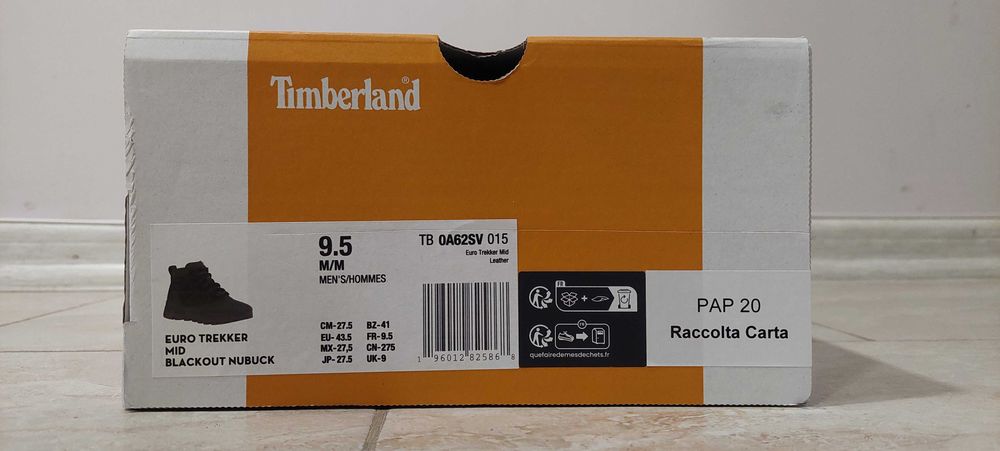 Timberland®
9.5
M/M
MEN'S/HOMMES
TB 0A62SV 015
Euro Trekker Mid
Leather
EURO TREKKER
MID
BLACKOUT NUBUCK
CM-27.5 BZ-41
EU-43.5 FR-9.5
MX-27,5 CN-275
JP-27.5 UK-9
1 96012 82586 8
FR
FR
quefairedemesdechets.fr
PAP 20
Raccolta Carta